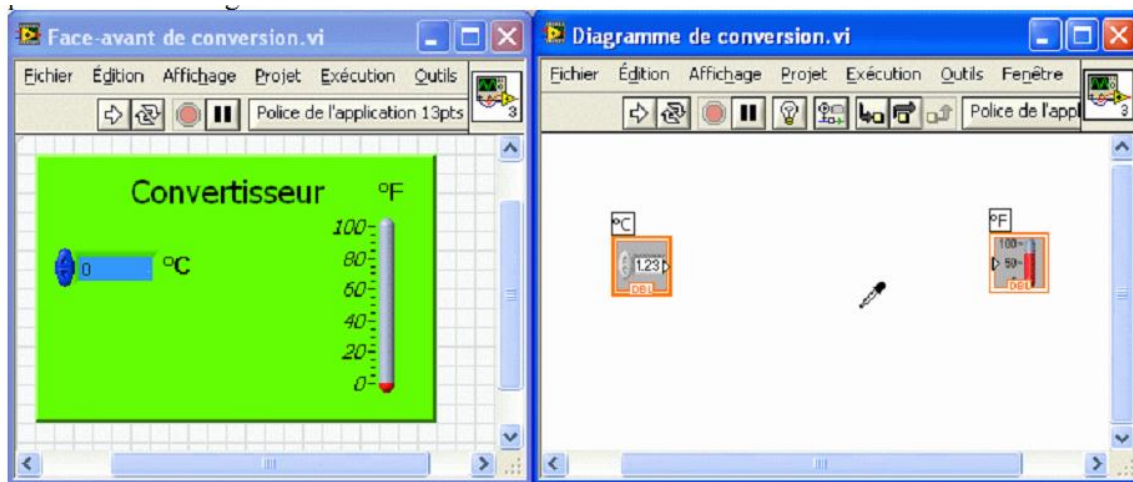 Face-avant de conversion.vi
Fichier Édition Affichage Projet Exécution Outils
Police de l'application 13pts
3
Convertisseur
°F
100
80
60
40
20
0
0
°C
Diagramme de conversion.vi
Fichier Édition Affichage Projet Exécution Outils Fenêtre
Police de l'appl
3
°C
1.23
DBL
°F
100
50
DBL